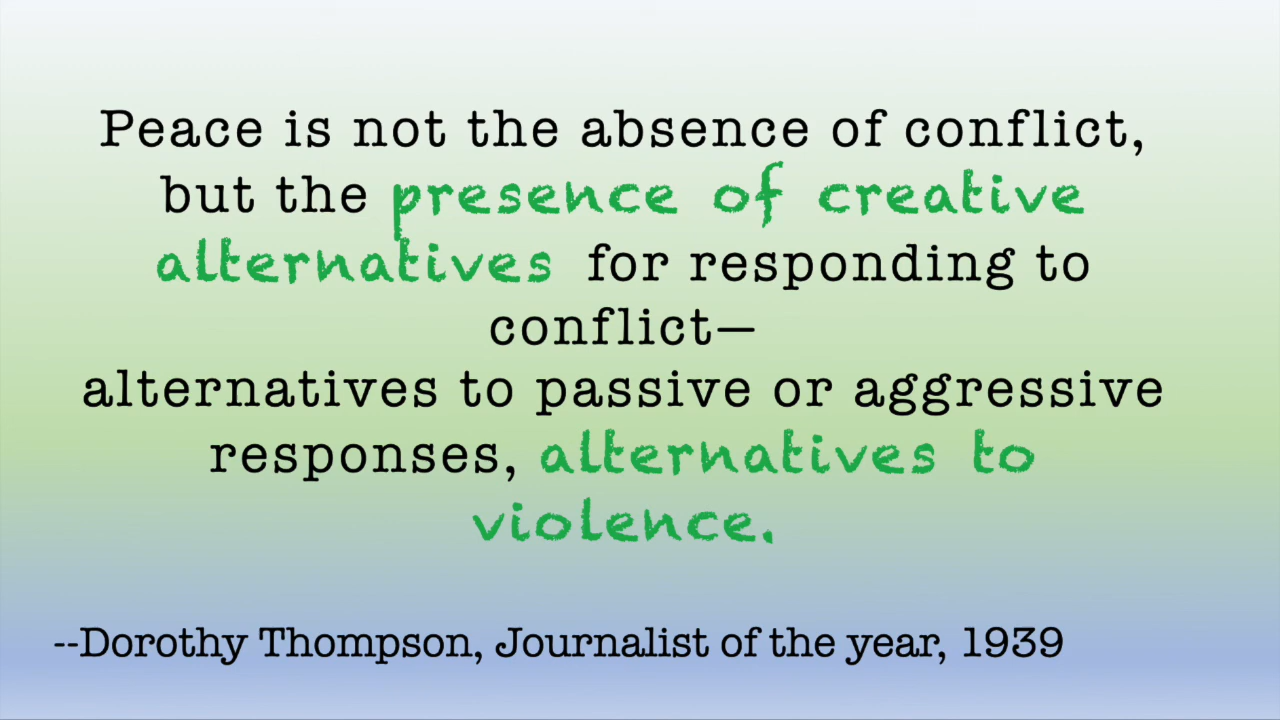 Peace is not the absence of conflict,
but the presence of creative
alternatives for responding to
conflict—
alternatives to passive or aggressive
responses, alternatives to
violence.
--Dorothy Thompson, Journalist of the year, 1939